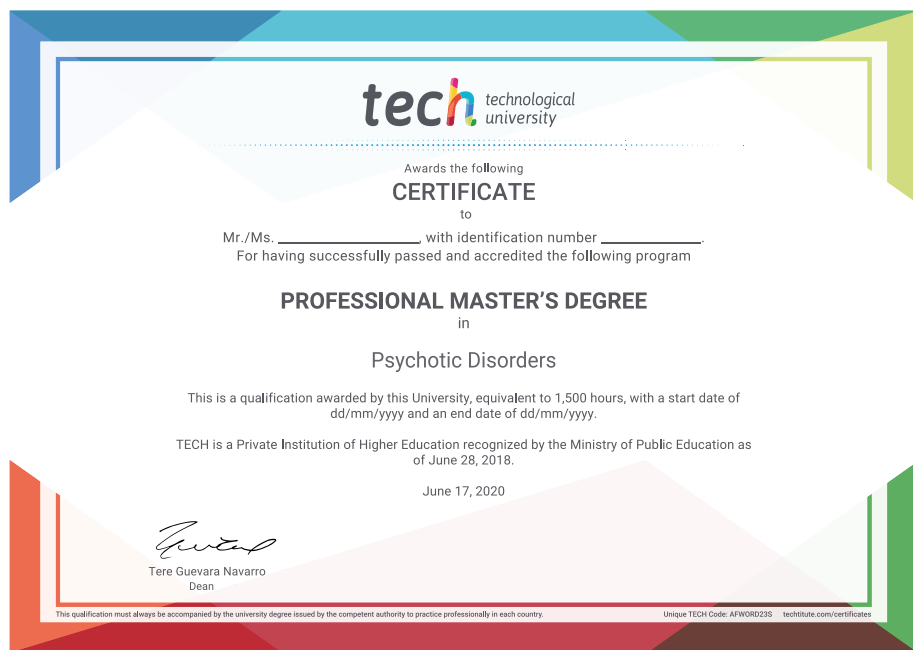 tech technological
university
Awards the following
CERTIFICATE
to
Mr./Ms. ________________, with identification number ____________.
For having successfully passed and accredited the following program
PROFESSIONAL MASTER'S DEGREE
in
Psychotic Disorders
This is a qualification awarded by this University, equivalent to 1,500 hours, with a start date of
dd/mm/yyyy and an end date of dd/mm/yyyy.
TECH is a Private Institution of Higher Education recognized by the Ministry of Public Education as
of June 28, 2018.
June 17, 2020
Tere Guevara Navarro
Dean
This qualification must always be accompanied by the university degree issued by the competent authority to practice professionally in each country. Unique TECH Code: AFWORD23S techtitute.com/certificates